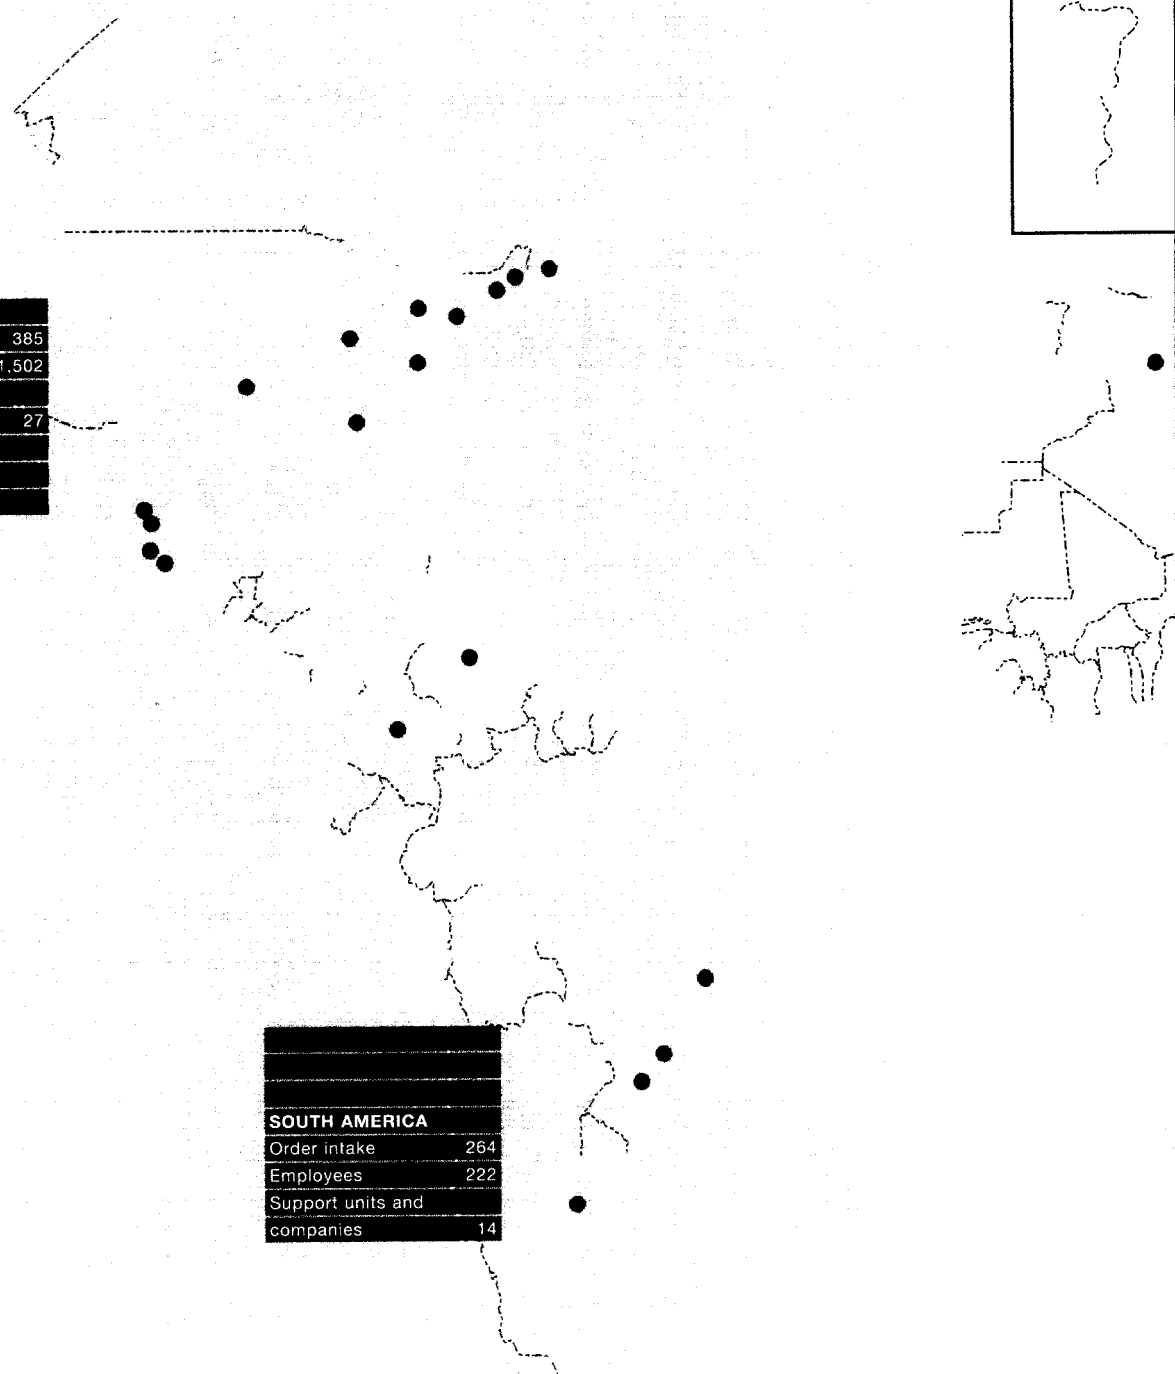 385
1,502
27
SOUTH AMERICA
Order intake 264
Employees 222
Support units and
companies 14